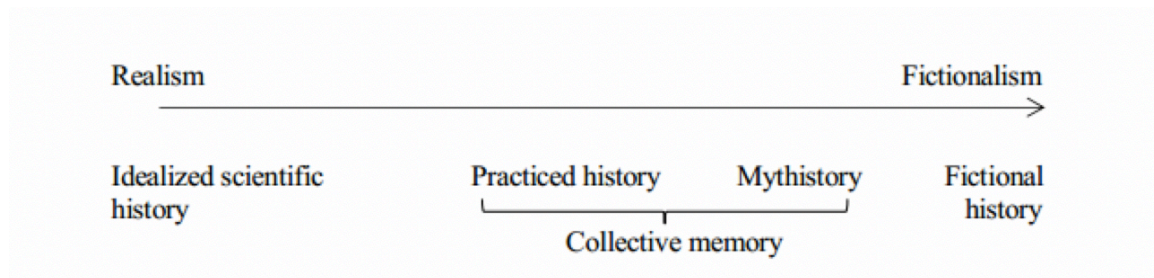 Realism Fictionalism
Idealized scientific Practiced history Mythistory Fictional
history history
Collective memory